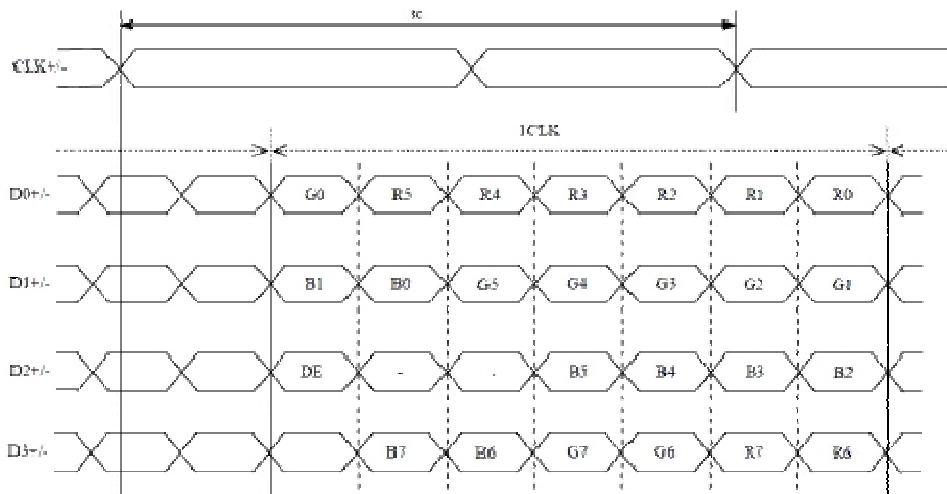 CLK+/-
1CLK
D0+/- G0 R5 R4 R3 R2 R1 R0
D1+/- B1 B0 G5 G4 G3 G2 G1
D2+/- DE - - B5 B4 B3 B2
D3+/- B7 B6 G7 G6 R7 R6